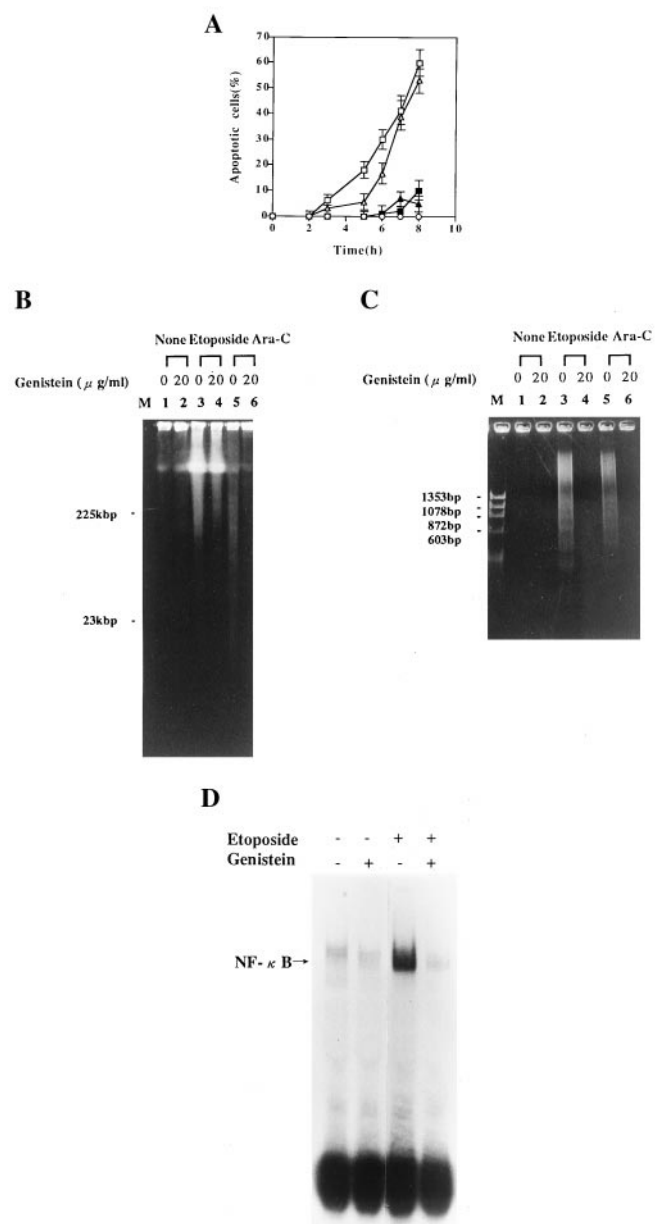 A
Apoptotic cells(%)
70
60
50
40
30
20
10
0
0 2 4 6 8 10
Time(h)
B
None Etoposide Ara-C
Genistein ( μ g/ml) 0 20 0 20 0 20
M 1 2 3 4 5 6
225kbp -
23kbp -
C
None Etoposide Ara-C
Genistein ( μ g/ml) 0 20 0 20 0 20
M 1 2 3 4 5 6
1353bp -
1078bp -
872bp -
603bp -
D
Etoposide - - + +
Genistein - + - +
NF- κ B→